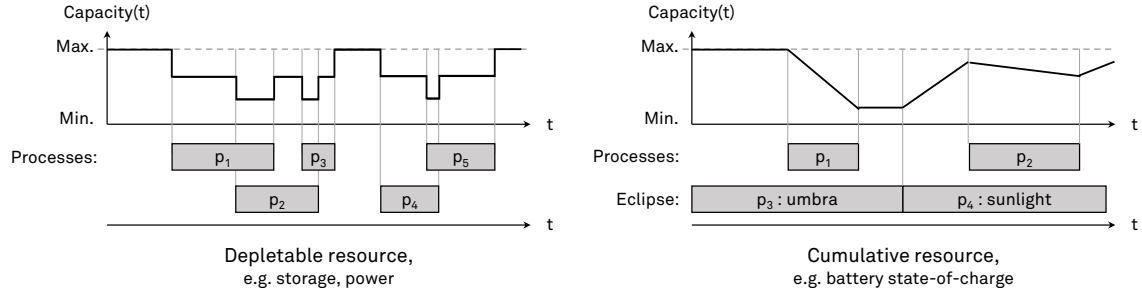 Capacity(t)
Max.
Min.
t
Processes:
p1
p3
p5
p2
p4
t
Depletable resource,
e.g. storage, power
Capacity(t)
Max.
Min.
t
Processes:
p1
p2
Eclipse:
p3 : umbra
p4 : sunlight
t
Cumulative resource,
e.g. battery state-of-charge